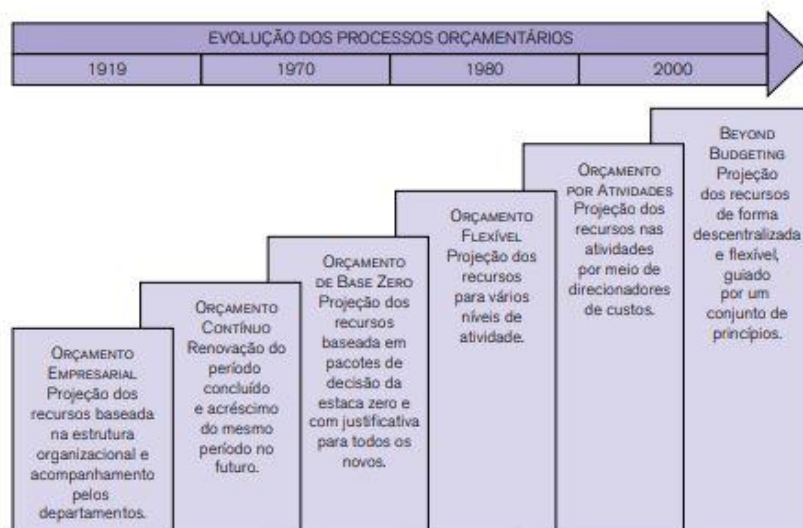 EVOLUÇÃO DOS PROCESSOS ORÇAMENTÁRIOS
1919
1970
1980
2000
ORÇAMENTO
EMPRESARIAL
Projeção dos
recursos baseada
na estrutura
organizacional e
acompanhamento
pelos
departamentos.
ORÇAMENTO
CONTÍNUO
Renovação do
período
concluído
e acréscimo
do mesmo
período no
futuro.
ORÇAMENTO
DE BASE ZERO
Projeção dos
recursos
baseada em
pacotes de
decisão da
estaca zero e
com justificativa
para todos os
novos.
ORÇAMENTO
FLEXÍVEL
Projeção dos
recursos
para vários
níveis de
atividade.
ORÇAMENTO
POR ATIVIDADES
Projeção dos
recursos nas
atividades
por meio de
direcionadores
de custos.
BEYOND
BUDGETING
Projeção
dos recursos
de forma
descentralizada
e flexível,
guiado
por um
conjunto de
princípios.